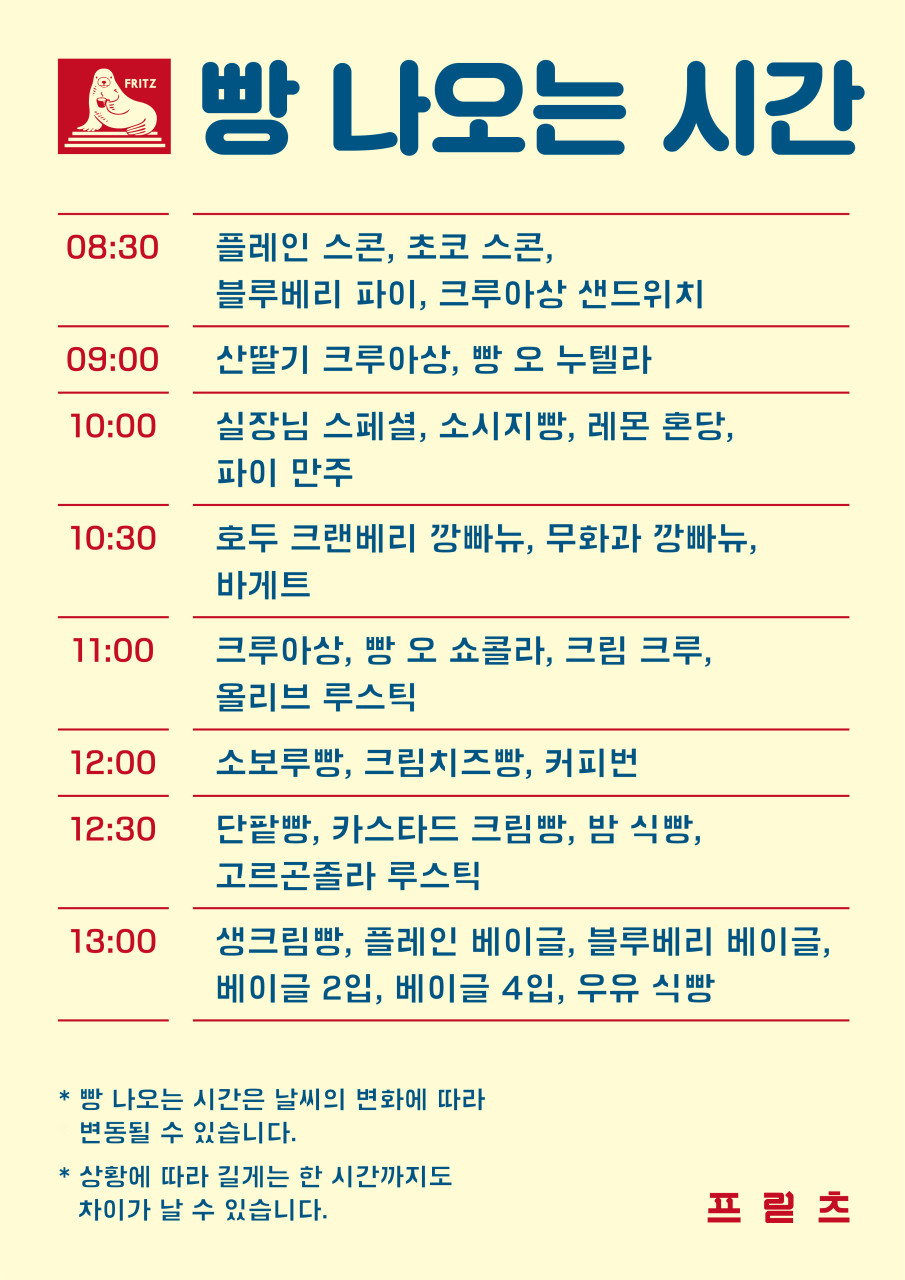 FRITZ
빵 나오는 시간
08:30
플레인 스콘, 초코 스콘,
블루베리 파이, 크루아상 샌드위치
09:00
산딸기 크루아상, 빵 오 누텔라
10:00
실장님 스페셜, 소시지빵, 레몬 혼당,
파이 만주
10:30
호두 크랜베리 깡빠뉴, 무화과 깡빠뉴,
바게트
11:00
크루아상, 빵 오 쇼콜라, 크림 크루,
올리브 루스틱
12:00
소보루빵, 크림치즈빵, 커피번
12:30
단팥빵, 카스타드 크림빵, 밤 식빵,
고르곤졸라 루스틱
13:00
생크림빵, 플레인 베이글, 블루베리 베이글,
베이글 2입, 베이글 4입, 우유 식빵
* 빵 나오는 시간은 날씨의 변화에 따라
변동될 수 있습니다.
* 상황에 따라 길게는 한 시간까지도
차이가 날 수 있습니다.
프릳츠